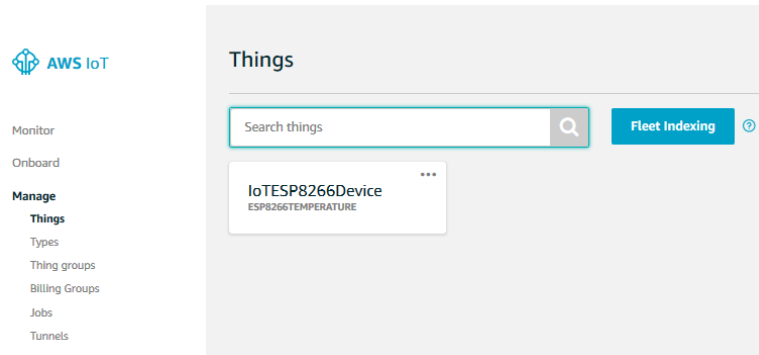 AWS IoT
Monitor
Onboard
Manage
Things
Types
Thing groups
Billing Groups
Jobs
Tunnels
Things
Search things
Fleet Indexing
?
IoTESP8266Device
ESP8266TEMPERATURE